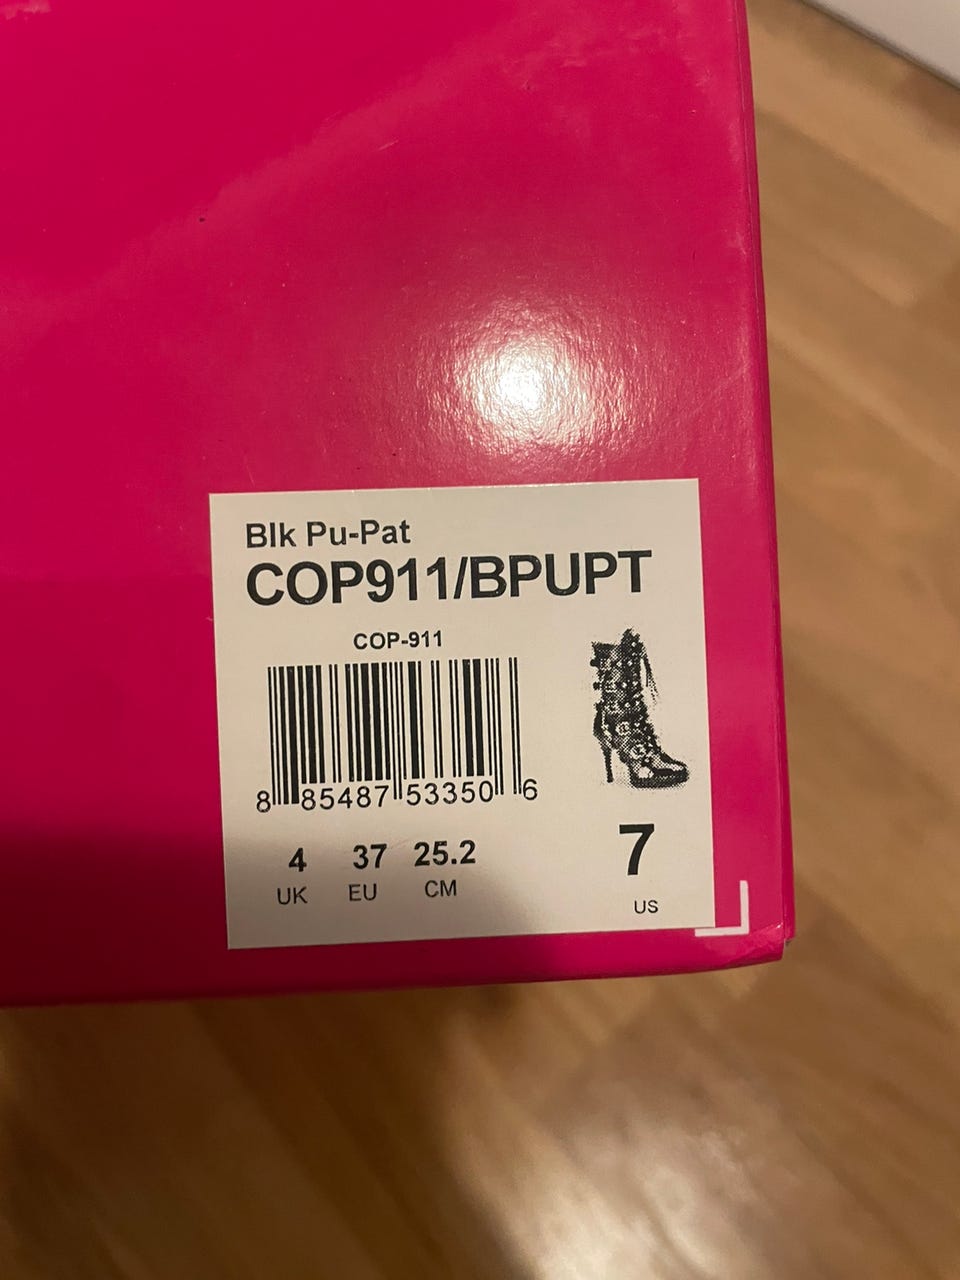 Blk Pu-Pat
COP911/BPUPT
COP-911
8 85487 53350 6
4 37 25.2 7
UK EU CM US